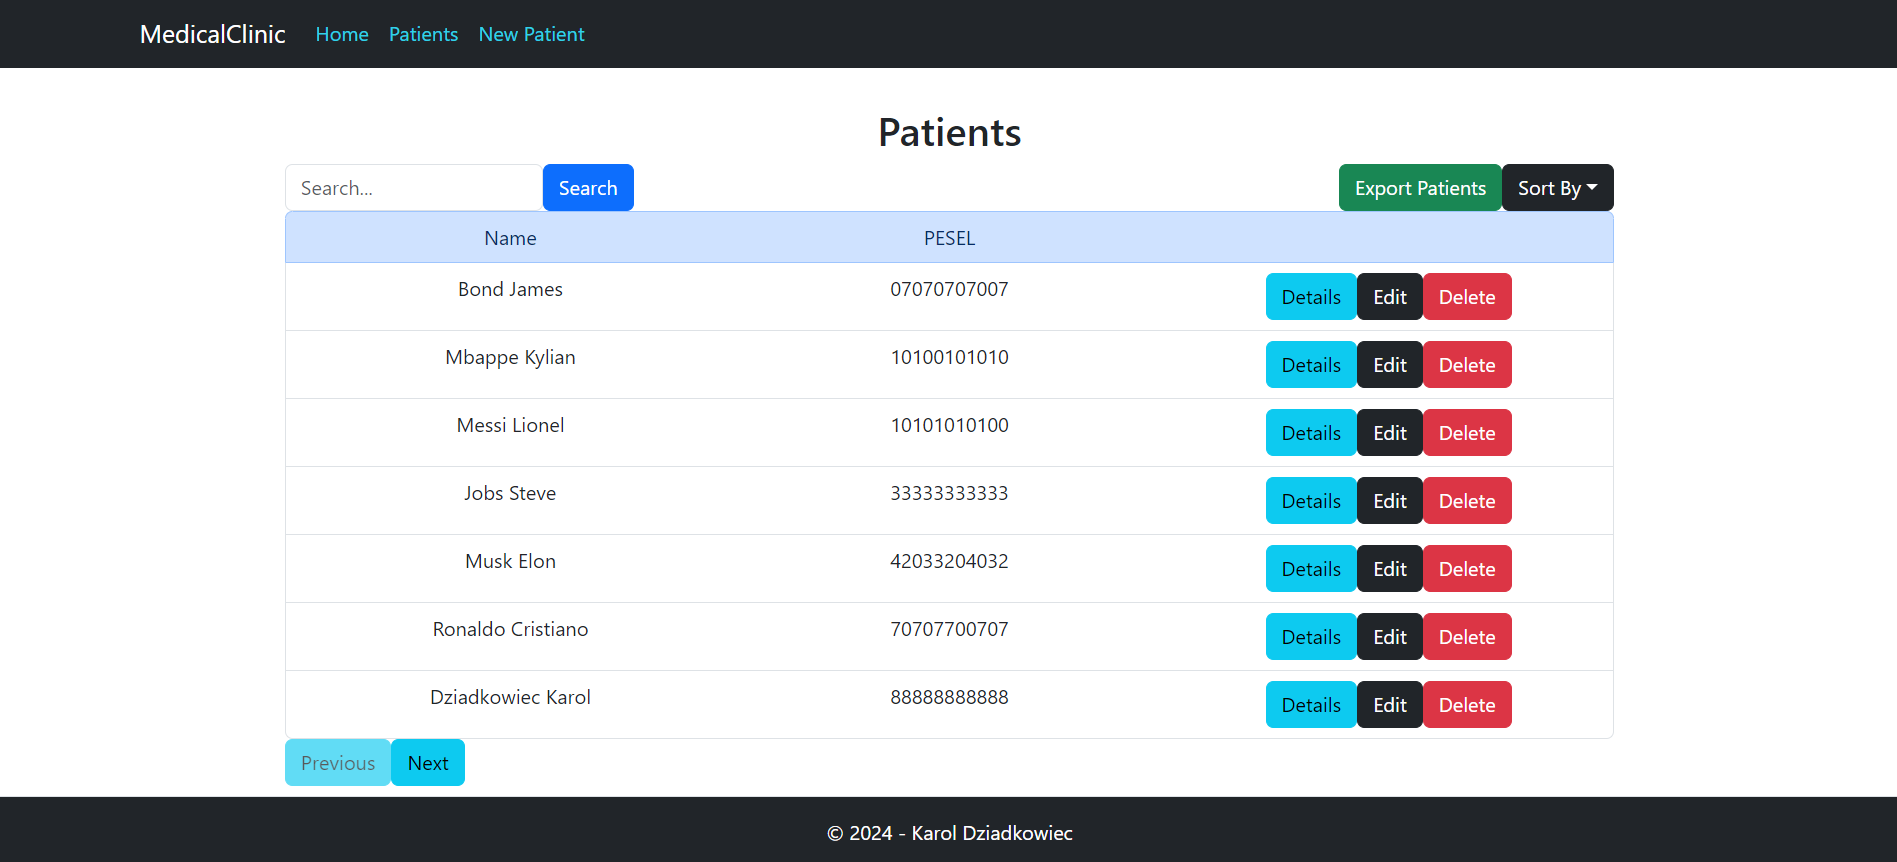 MedicalClinic Home Patients New Patient
Patients
Search... Search Export Patients Sort By
Name PESEL
Bond James 07070707007 Details Edit Delete
Mbappe Kylian 10100101010 Details Edit Delete
Messi Lionel 10101010100 Details Edit Delete
Jobs Steve 33333333333 Details Edit Delete
Musk Elon 42033204032 Details Edit Delete
Ronaldo Cristiano 70707700707 Details Edit Delete
Dziadkowiec Karol 88888888888 Details Edit Delete
Previous Next
© 2024 - Karol Dziadkowiec